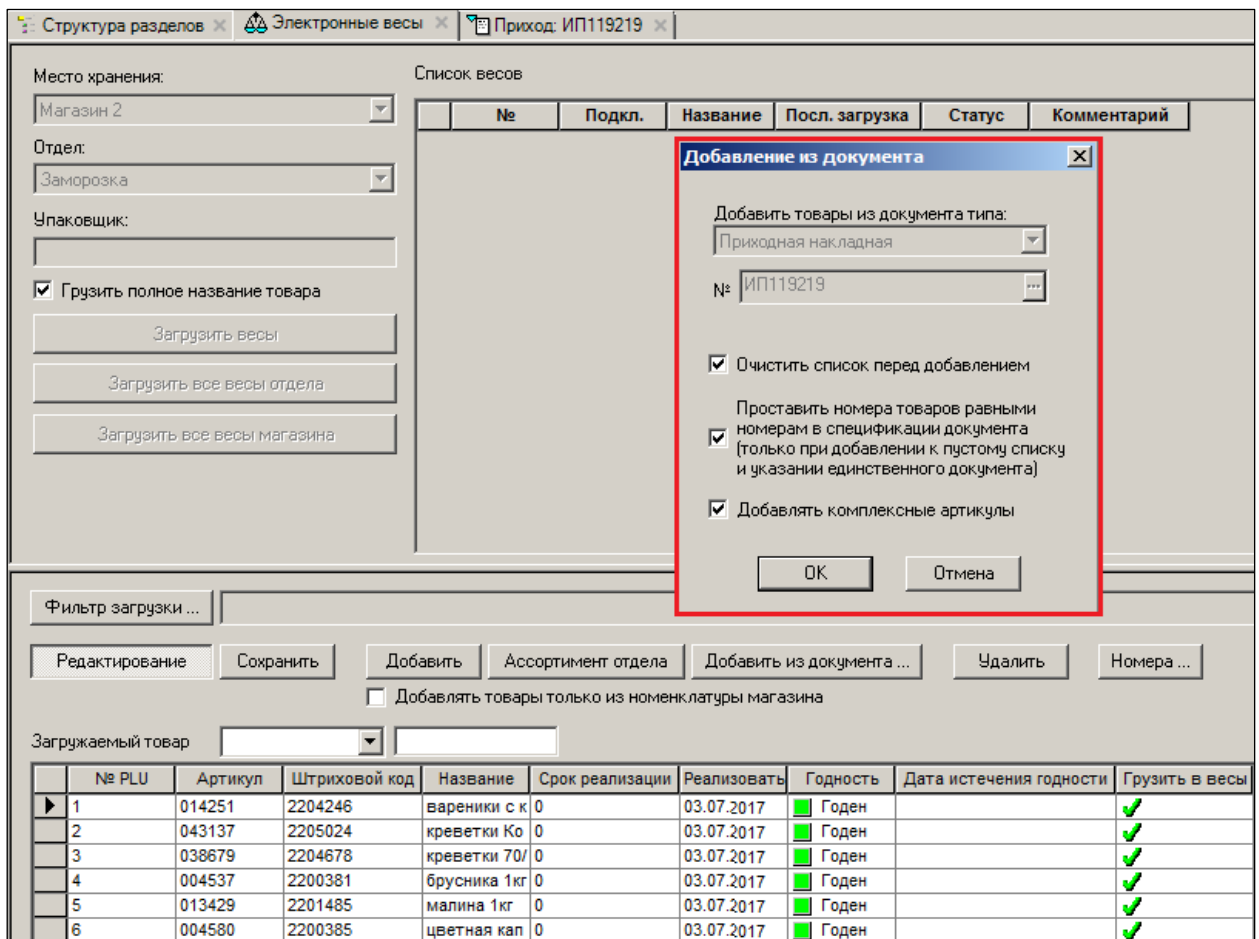 Структура разделов
Электронные весы
Приход: ИП119219
Место хранения:
Магазин 2
Отдел:
Заморозка
Упаковщик:
Грузить полное название товара
Загрузить весы
Загрузить все весы отдела
Загрузить все весы магазина
Список весов
№ Подкл. Название Посл. загрузка Статус Комментарий
Добавление из документа
Добавить товары из документа типа:
Приходная накладная
№ ИП119219
Очистить список перед добавлением
Проставить номера товаров равными
номерам в спецификации документа
(только при добавлении к пустому списку
и указании единственного документа)
Добавлять комплексные артикулы
OK Отмена
Фильтр загрузки ...
Редактирование Сохранить Добавить Ассортимент отдела Добавить из документа ... Удалить Номера ...
Добавлять товары только из номенклатуры магазина
Загружаемый товар
№ PLU Артикул Штриховой код Название Срок реализации Реализовать Годность Дата истечения годности Грузить в весы
1 014251 2204246 вареники с к 0 03.07.2017 Годен
2 043137 2205024 креветки Ко 0 03.07.2017 Годен
3 038679 2204678 креветки 70/ 0 03.07.2017 Годен
4 004537 2200381 брусника 1кг 0 03.07.2017 Годен
5 013429 2201485 малина 1кг 0 03.07.2017 Годен
6 004580 2200385 цветная кап 0 03.07.2017 Годен